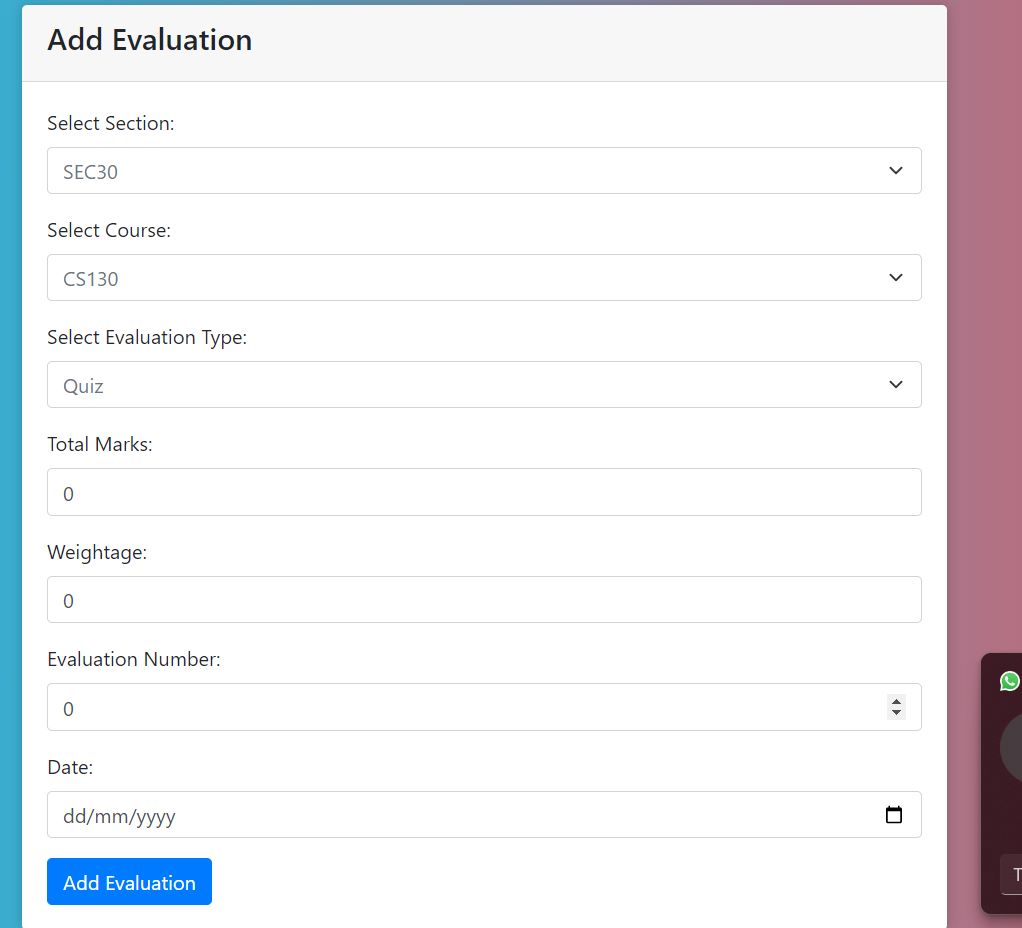 Add Evaluation
Select Section:
SEC30
Select Course:
CS130
Select Evaluation Type:
Quiz
Total Marks:
0
Weightage:
0
Evaluation Number:
0
Date:
dd/mm/yyyy
Add Evaluation